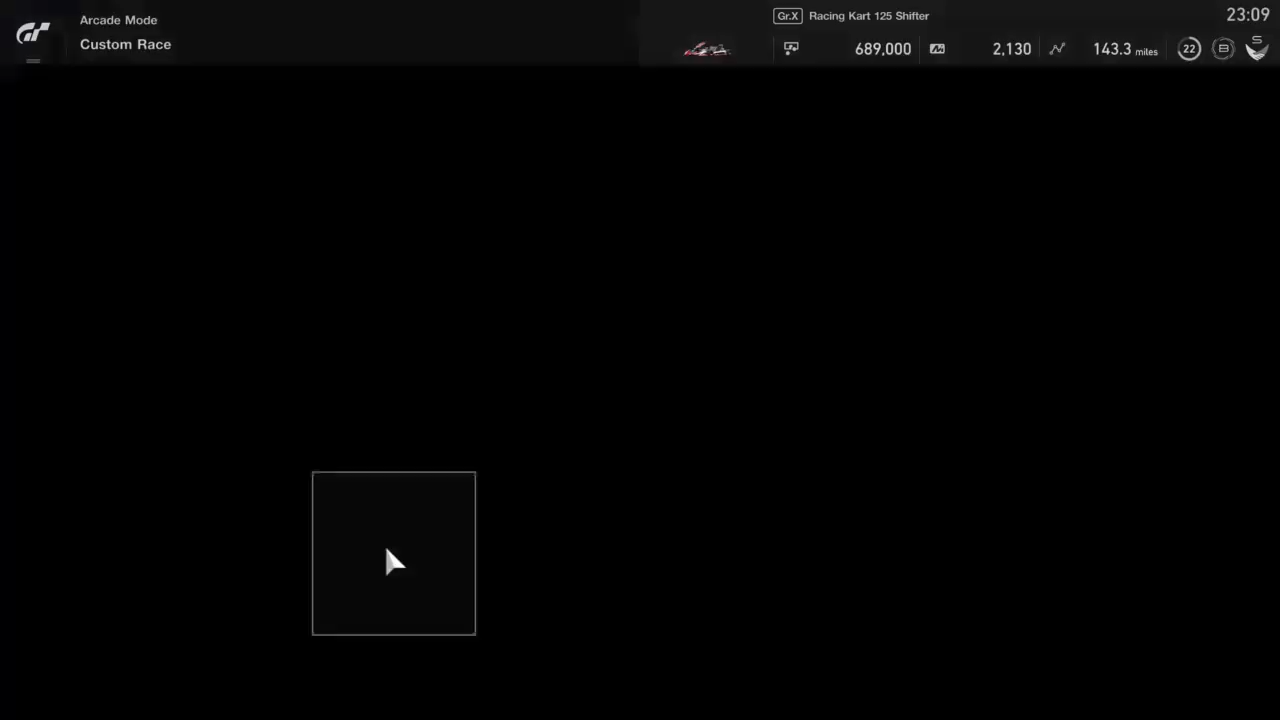 Arcade Mode
Custom Race
Gr.X Racing Kart 125 Shifter
23:09
689,000
2,130
143.3 miles
22
B
S